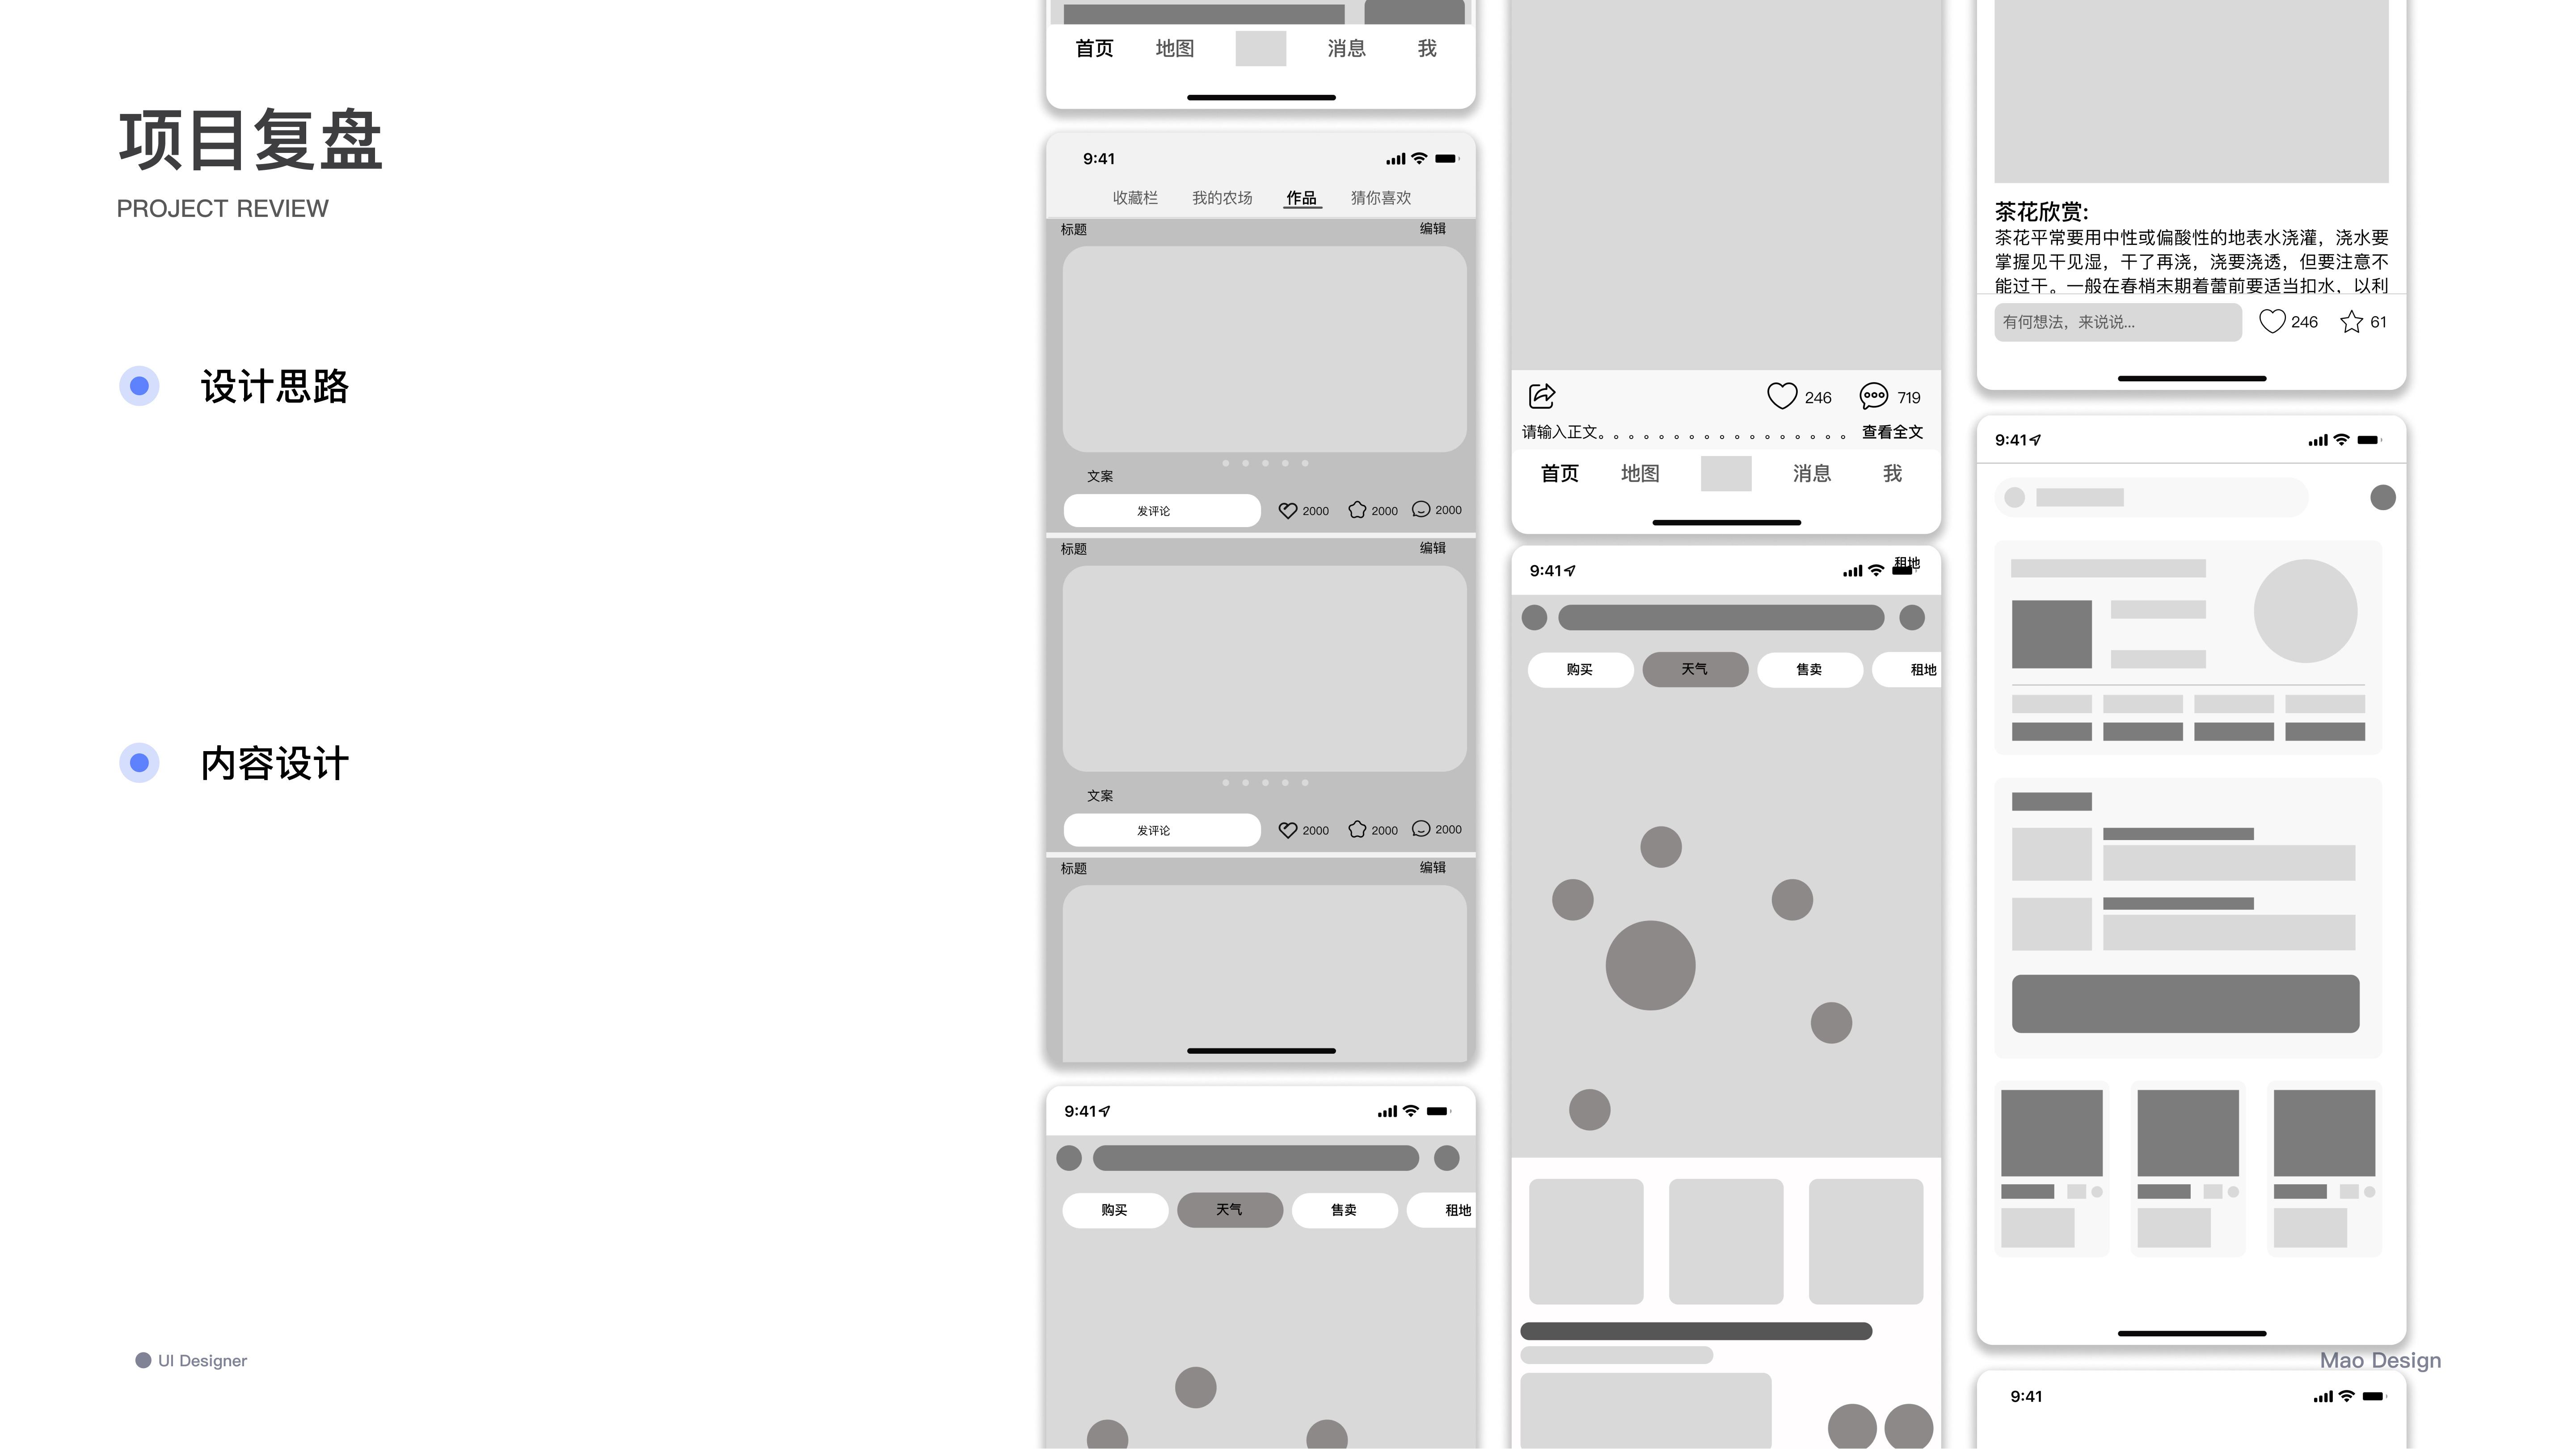 项目复盘
PROJECT REVIEW
设计思路
内容设计
UI Designer
首页 地图 消息 我
9:41
收藏栏 我的农场 作品 猜你喜欢
标题 编辑
文案
发评论 2000 2000 2000
标题 编辑
文案
发评论 2000 2000 2000
标题 编辑
9:41
购买 天气 售卖 租地
246 719
请输入正文。。。。。。。。。。。。。。。。。 查看全文
首页 地图 消息 我
9:41 租地
购买 天气 售卖 租地
茶花欣赏:
茶花平常要用中性或偏酸性的地表水浇灌，浇水要
掌握见干见湿，干了再浇，浇要浇透，但要注意不
能过干。一般在春梢末期着蕾前要适当扣水，以利
有何想法，来说说... 246 61
9:41
Mao Design
9:41